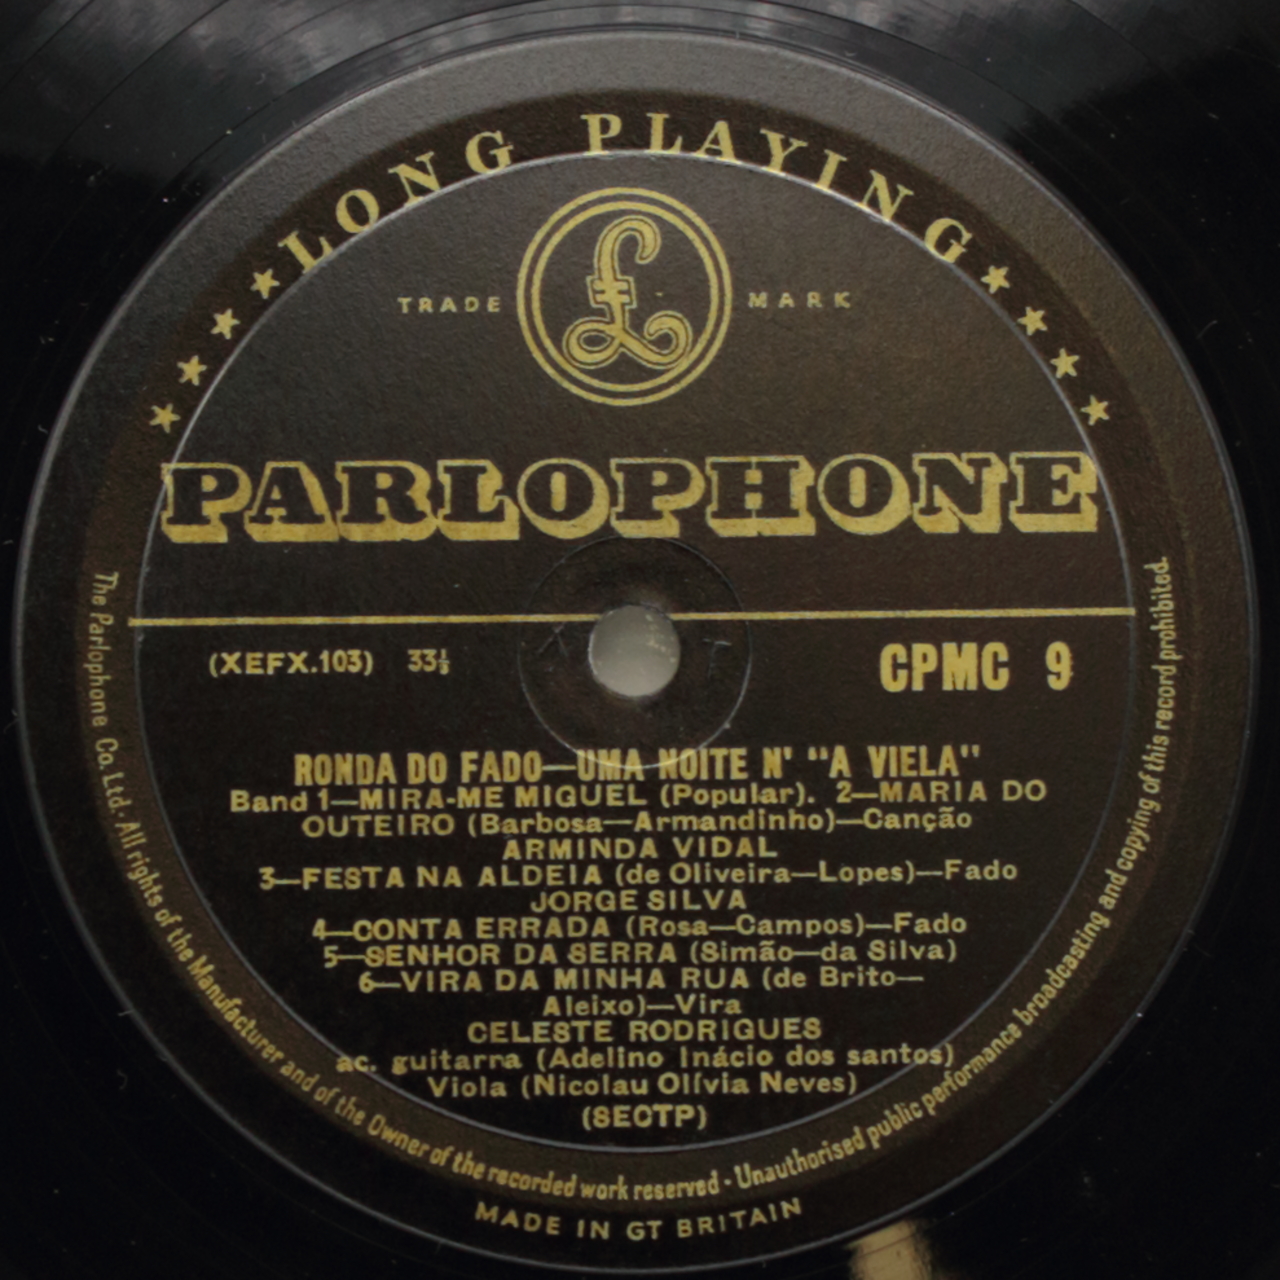 LONG PLAYING
TRADE MARK
£
PARLOPHONE
(XEFX.103) 33⅓
CPMC 9
RONDA DO FADO—UMA NOITE N' "A VIELA"
Band 1—MIRA-ME MIGUEL (Popular). 2—MARIA DO
OUTEIRO (Barbosa—Armandinho)—Canção
ARMINDA VIDAL
3—FESTA NA ALDEIA (de Oliveira—Lopes)—Fado
JORGE SILVA
4—CONTA ERRADA (Rosa—Campos)—Fado
5—SENHOR DA SERRA (Simão—da Silva)
6—VIRA DA MINHA RUA (de Brito—
Aleixo)—Vira
CELESTE RODRIGUES
ac. guitarra (Adelino Inácio dos santos)
Viola (Nicolau Olívia Neves)
(SECTP)
The Parlophone Co. Ltd. · All rights of the Manufacturer and of the Owner of the recorded work reserved · Unauthorised public performance broadcasting and copying of this record prohibited.
MADE IN GT BRITAIN